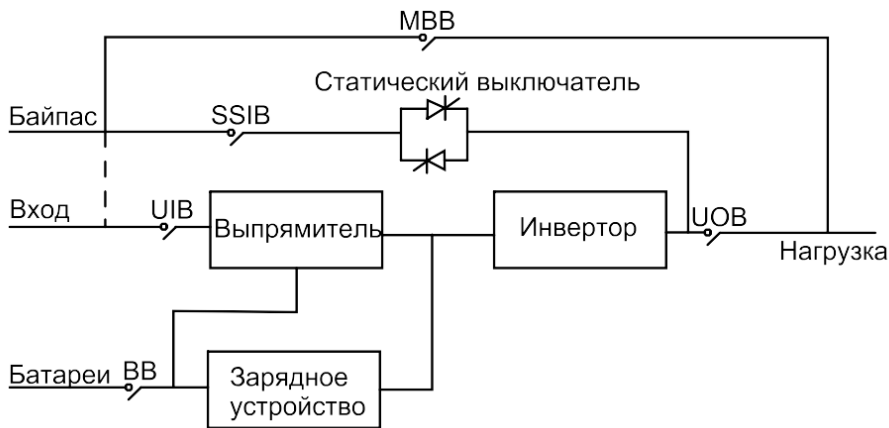 MBB
Статический выключатель
Байпас
SSIB
Вход
UIB
Выпрямитель
Инвертор
UOB
Нагрузка
Батареи
BB
Зарядное
устройство